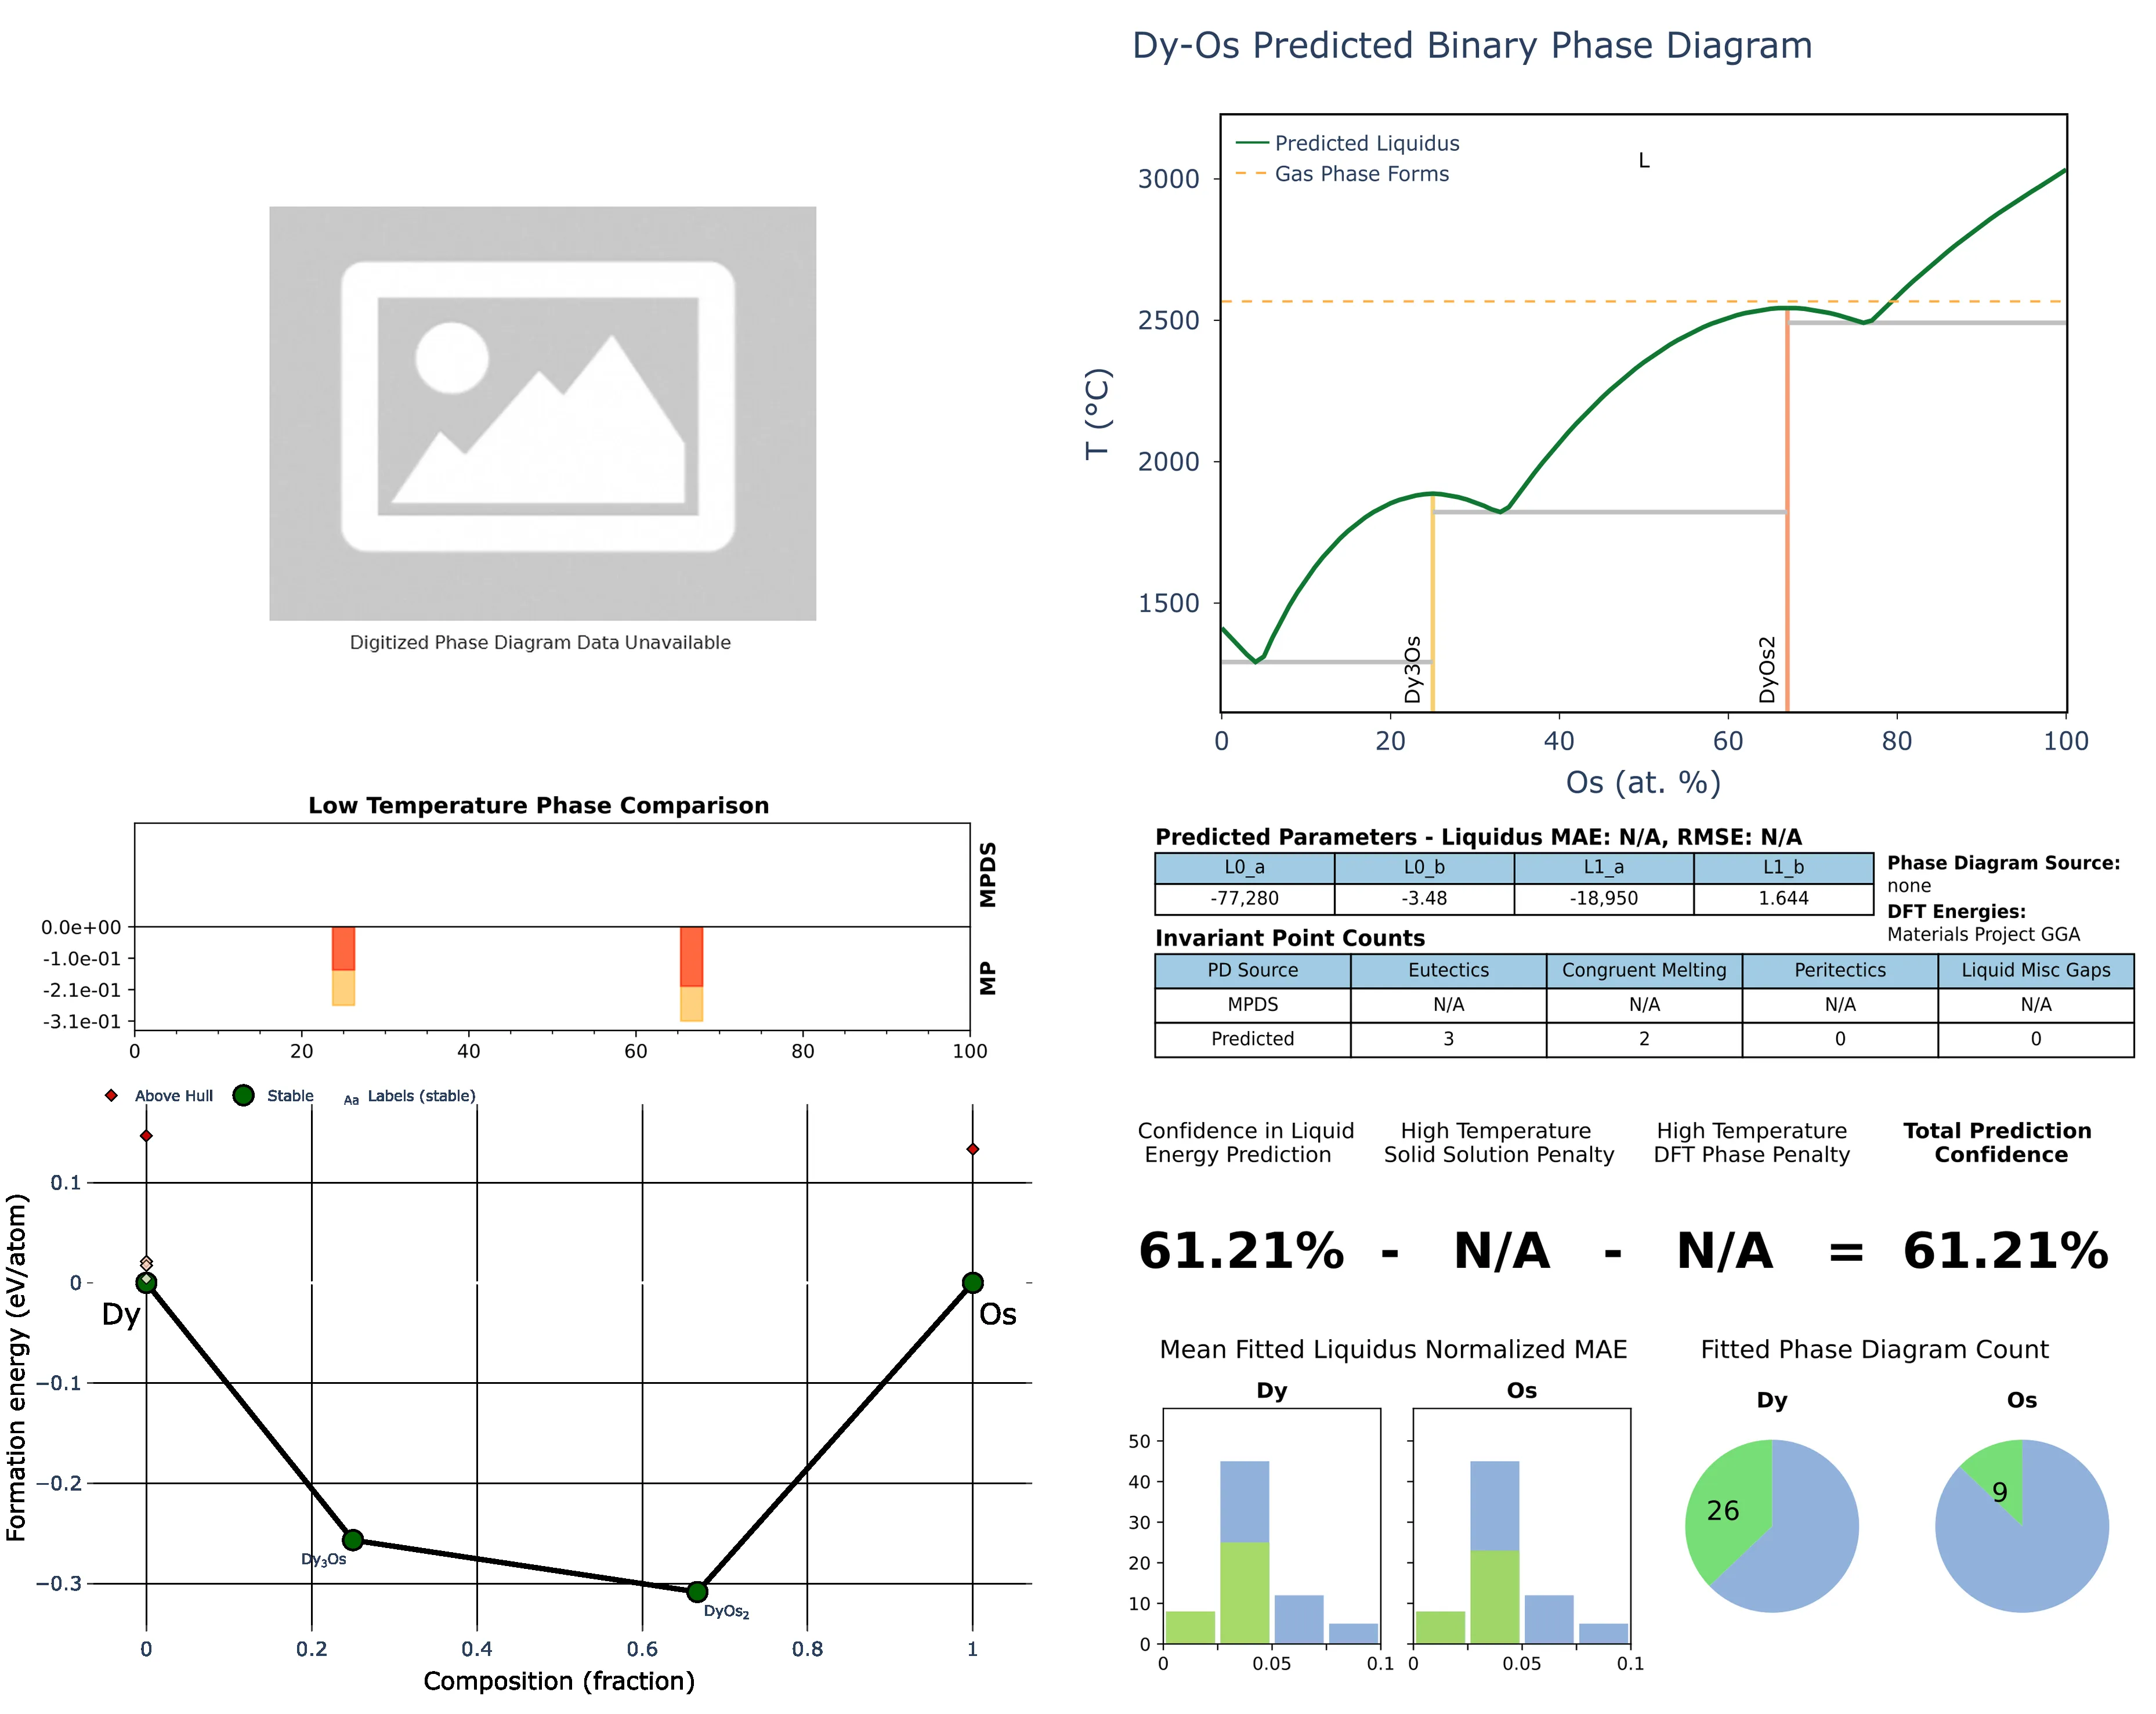 Dy-Os Predicted Binary Phase Diagram
Predicted Liquidus
Gas Phase Forms
L
3000
2500
2000
1500
T (°C)
Dy3Os
DyOs2
0 20 40 60 80 100
Os (at. %)
Digitized Phase Diagram Data Unavailable
Low Temperature Phase Comparison
MPDS
MP
0.0e+00
-1.0e-01
-2.1e-01
-3.1e-01
0 20 40 60 80 100
Predicted Parameters - Liquidus MAE: N/A, RMSE: N/A
L0_a L0_b L1_a L1_b
-77,280 -3.48 -18,950 1.644
Phase Diagram Source:
none
DFT Energies:
Materials Project GGA
Invariant Point Counts
PD Source Eutectics Congruent Melting Peritectics Liquid Misc Gaps
MPDS N/A N/A N/A N/A
Predicted 3 2 0 0
Above Hull Stable Aa Labels (stable)
0.1
0
−0.1
−0.2
−0.3
Formation energy (eV/atom)
Dy
Os
Dy₃Os
DyOs₂
0 0.2 0.4 0.6 0.8 1
Composition (fraction)
Confidence in Liquid
Energy Prediction
High Temperature
Solid Solution Penalty
High Temperature
DFT Phase Penalty
Total Prediction
Confidence
61.21% - N/A - N/A = 61.21%
Mean Fitted Liquidus Normalized MAE
Dy
Os
50
40
30
20
10
0
0 0.05 0.1
0 0.05 0.1
Fitted Phase Diagram Count
Dy
Os
26
9